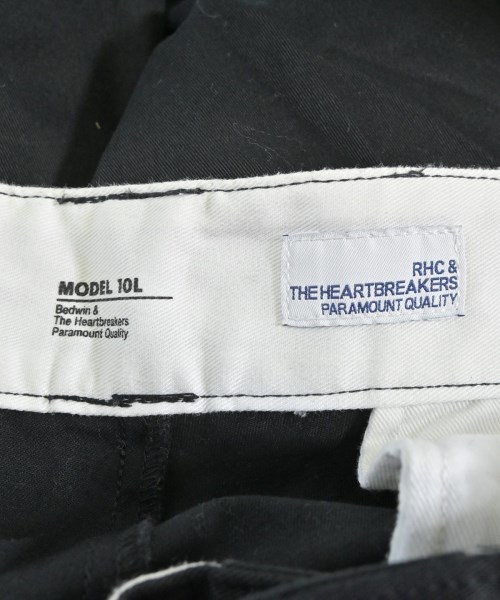 MODEL 10L
Bedwin &
The Heartbreakers
Paramount Quality
RHC &
THE HEARTBREAKERS
PARAMOUNT QUALITY